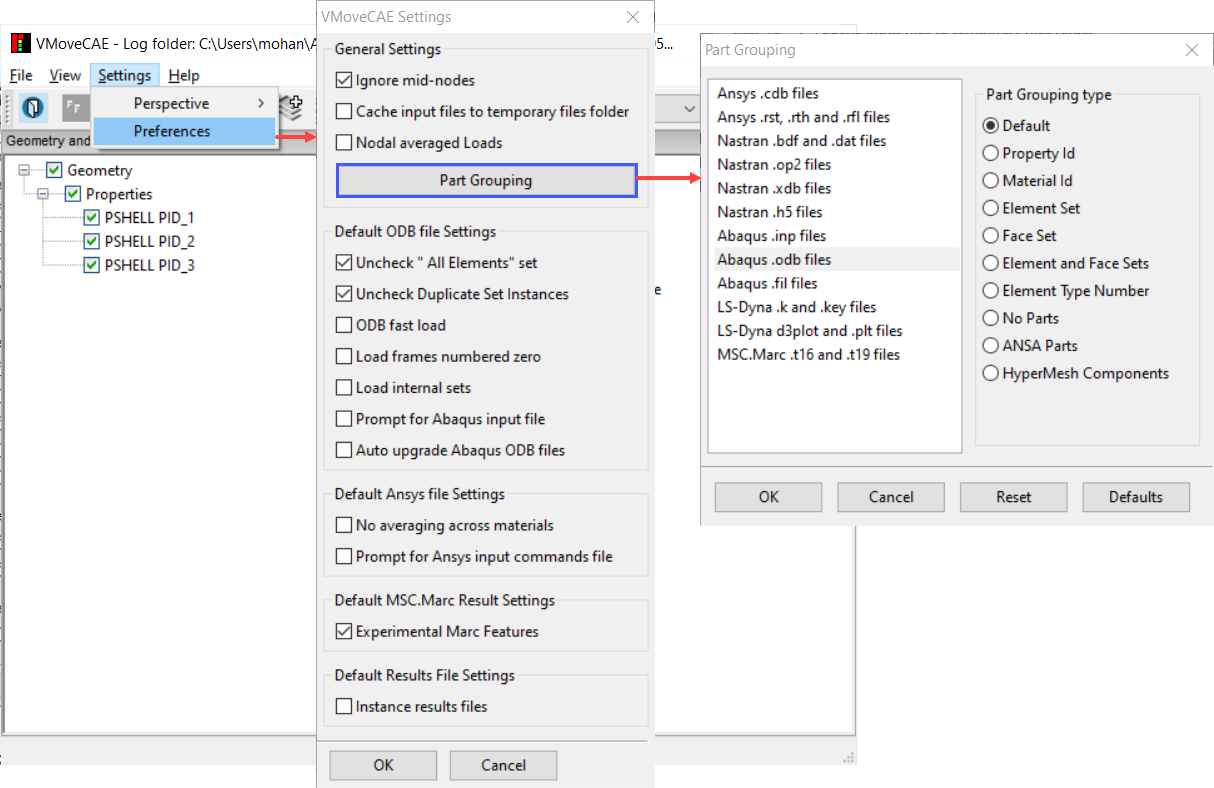 VMoveCAE - Log folder: C:\Users\mohan\A
05...
File View Settings Help
Perspective
Preferences
F F
Geometry and
Geometry
Properties
PSHELL PID_1
PSHELL PID_2
PSHELL PID_3
e
VMoveCAE Settings
General Settings
Ignore mid-nodes
Cache input files to temporary files folder
Nodal averaged Loads
Part Grouping
Default ODB file Settings
Uncheck " All Elements" set
Uncheck Duplicate Set Instances
ODB fast load
Load frames numbered zero
Load internal sets
Prompt for Abaqus input file
Auto upgrade Abaqus ODB files
Default Ansys file Settings
No averaging across materials
Prompt for Ansys input commands file
Default MSC.Marc Result Settings
Experimental Marc Features
Default Results File Settings
Instance results files
OK Cancel
Part Grouping
Ansys .cdb files
Ansys .rst, .rth and .rfl files
Nastran .bdf and .dat files
Nastran .op2 files
Nastran .xdb files
Nastran .h5 files
Abaqus .inp files
Abaqus .odb files
Abaqus .fil files
LS-Dyna .k and .key files
LS-Dyna d3plot and .plt files
MSC.Marc .t16 and .t19 files
Part Grouping type
Default
Property Id
Material Id
Element Set
Face Set
Element and Face Sets
Element Type Number
No Parts
ANSA Parts
HyperMesh Components
OK Cancel Reset Defaults